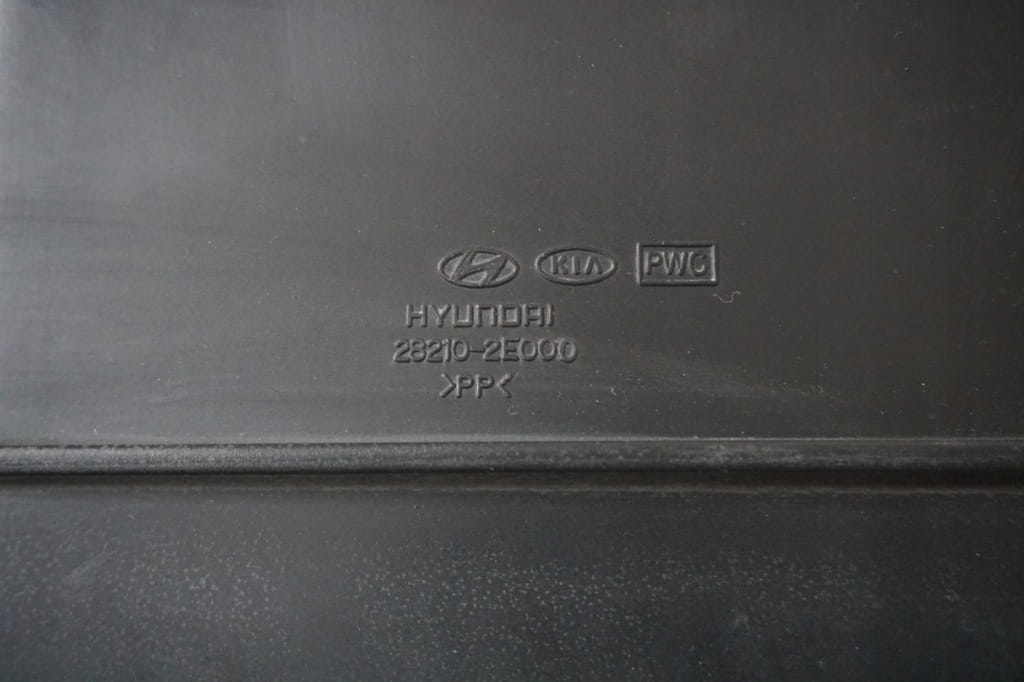 KIA PWC
HYUNDAI
28210-2E000
>PP<